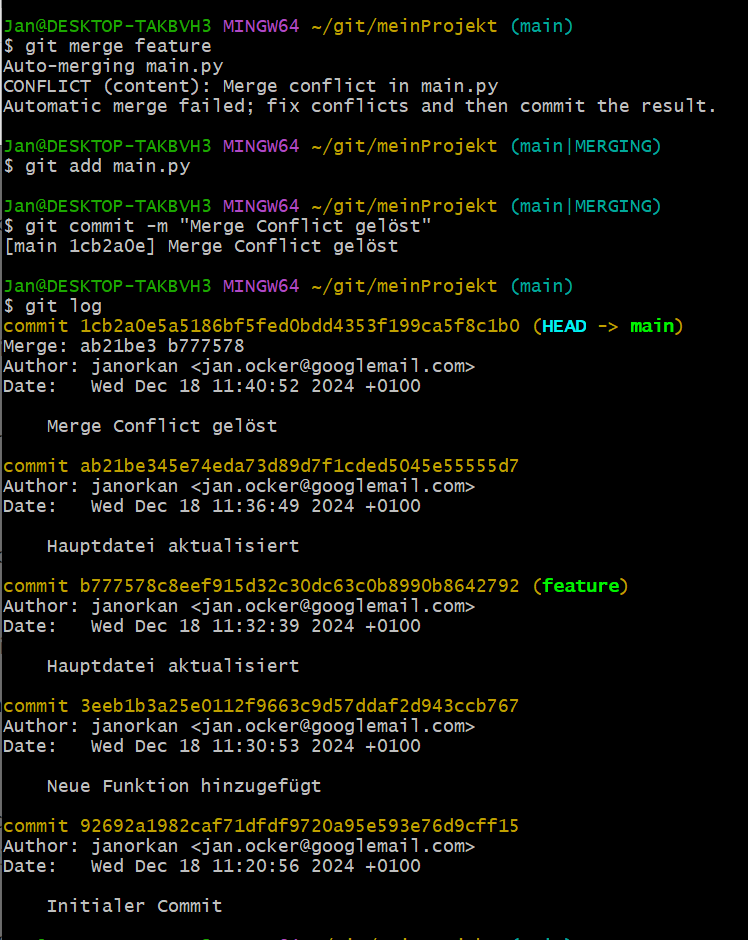 Jan@DESKTOP-TAKBVH3 MINGW64 ~/git/meinProjekt (main)
$ git merge feature
Auto-merging main.py
CONFLICT (content): Merge conflict in main.py
Automatic merge failed; fix conflicts and then commit the result.
Jan@DESKTOP-TAKBVH3 MINGW64 ~/git/meinProjekt (main|MERGING)
$ git add main.py
Jan@DESKTOP-TAKBVH3 MINGW64 ~/git/meinProjekt (main|MERGING)
$ git commit -m "Merge Conflict gelöst"
[main 1cb2a0e] Merge Conflict gelöst
Jan@DESKTOP-TAKBVH3 MINGW64 ~/git/meinProjekt (main)
$ git log
commit 1cb2a0e5a5186bf5fed0bdd4353f199ca5f8c1b0 (HEAD -> main)
Merge: ab21be3 b777578
Author: janorkan <jan.ocker@googlemail.com>
Date:   Wed Dec 18 11:40:52 2024 +0100
Merge Conflict gelöst
commit ab21be345e74eda73d89d7f1cded5045e55555d7
Author: janorkan <jan.ocker@googlemail.com>
Date:   Wed Dec 18 11:36:49 2024 +0100
Hauptdatei aktualisiert
commit b777578c8eef915d32c30dc63c0b8990b8642792 (feature)
Author: janorkan <jan.ocker@googlemail.com>
Date:   Wed Dec 18 11:32:39 2024 +0100
Hauptdatei aktualisiert
commit 3eeb1b3a25e0112f9663c9d57ddaf2d943ccb767
Author: janorkan <jan.ocker@googlemail.com>
Date:   Wed Dec 18 11:30:53 2024 +0100
Neue Funktion hinzugefügt
commit 92692a1982caf71dfdf9720a95e593e76d9cff15
Author: janorkan <jan.ocker@googlemail.com>
Date:   Wed Dec 18 11:20:56 2024 +0100
Initialer Commit